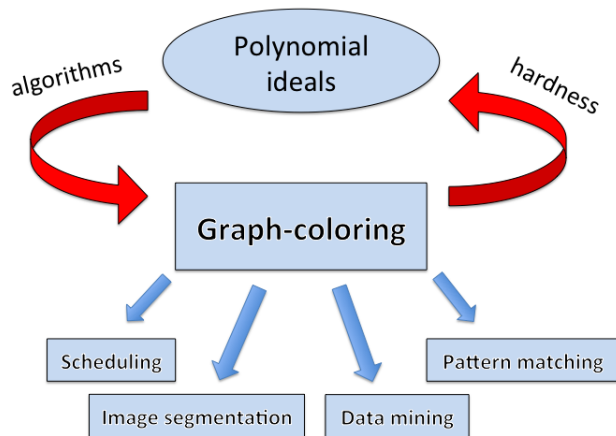 Polynomial
ideals
algorithms
hardness
Graph-coloring
Scheduling
Pattern matching
Image segmentation
Data mining